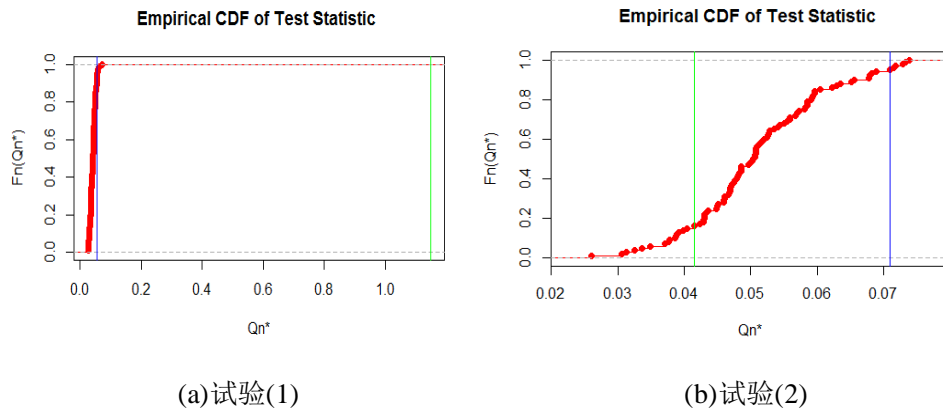 Empirical CDF of Test Statistic
Fn(Qn*)
0.0 0.2 0.4 0.6 0.8 1.0
0.0 0.2 0.4 0.6 0.8 1.0
Qn*
(a)试验(1)
Empirical CDF of Test Statistic
Fn(Qn*)
0.0 0.2 0.4 0.6 0.8 1.0
0.02 0.03 0.04 0.05 0.06 0.07
Qn*
(b)试验(2)